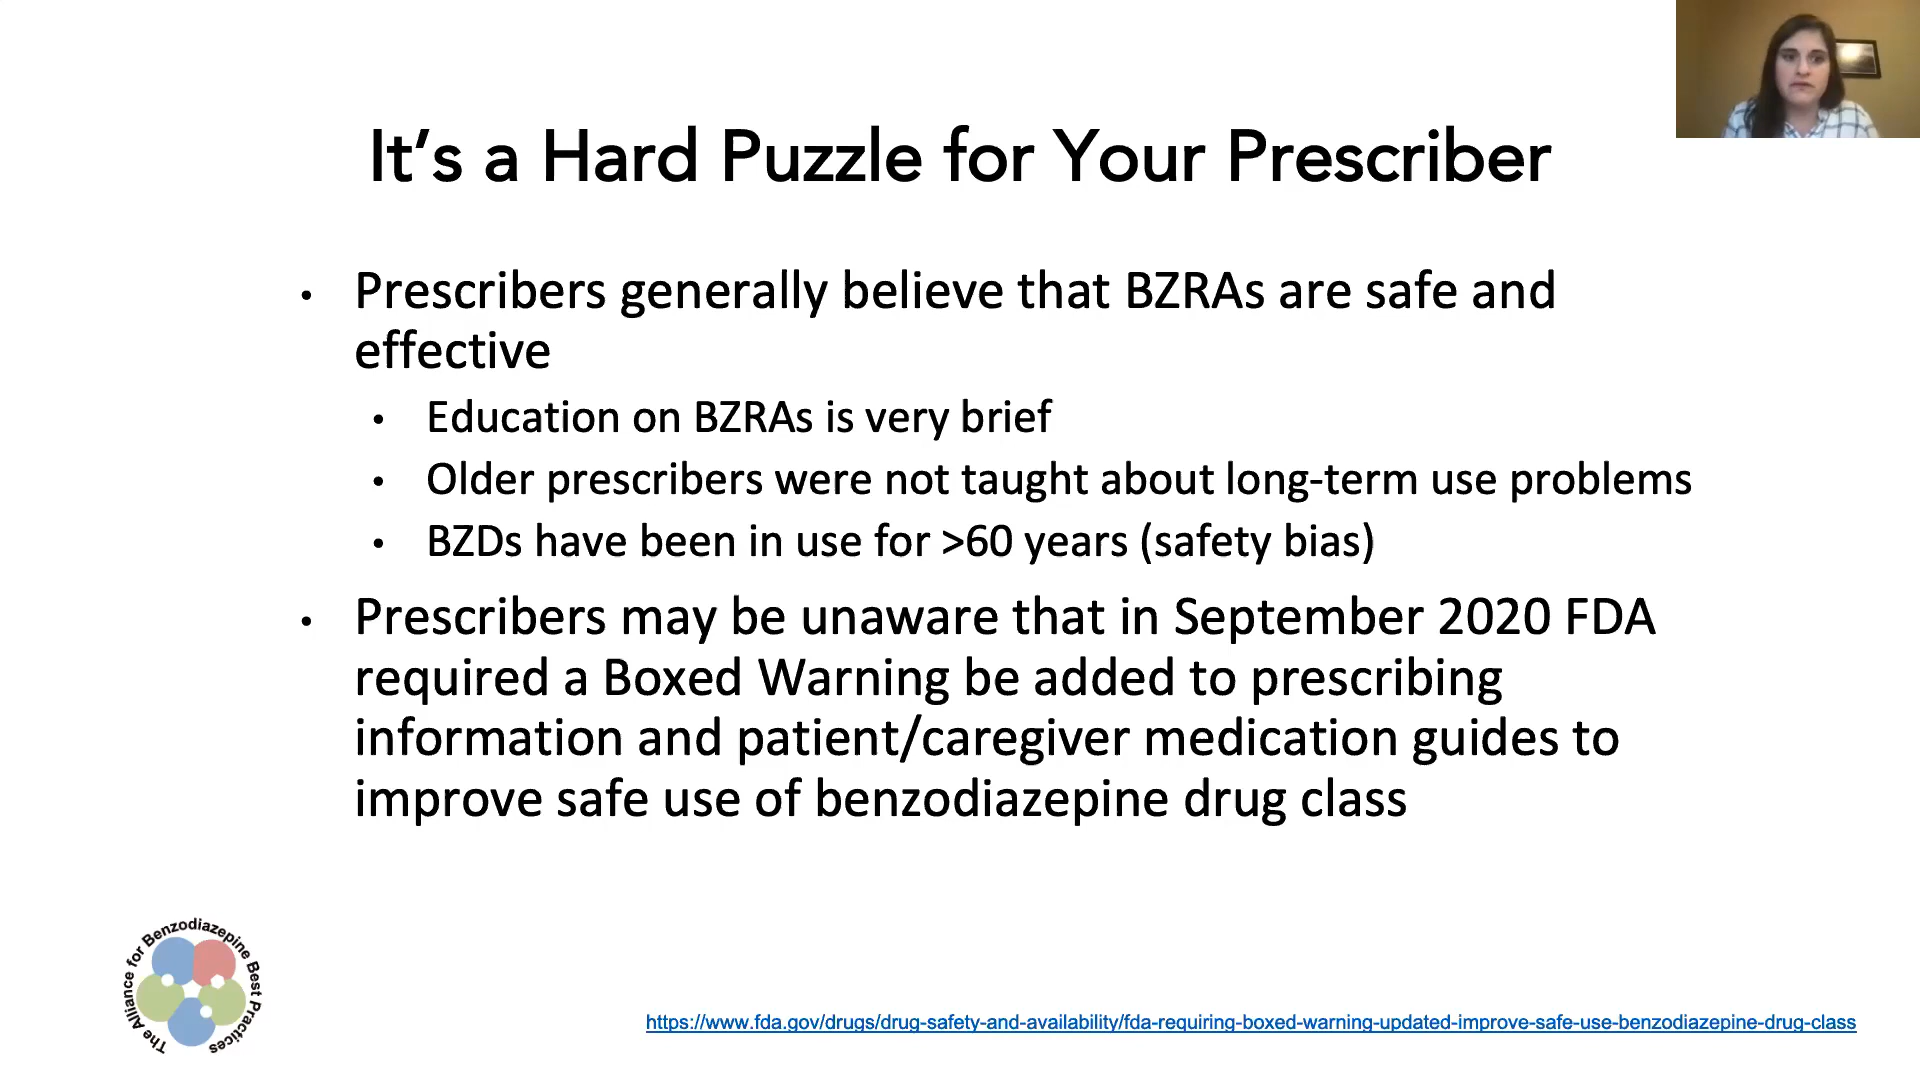 It's a Hard Puzzle for Your Prescriber
• Prescribers generally believe that BZRAs are safe and
effective
• Education on BZRAs is very brief
• Older prescribers were not taught about long-term use problems
• BZDs have been in use for >60 years (safety bias)
• Prescribers may be unaware that in September 2020 FDA
required a Boxed Warning be added to prescribing
information and patient/caregiver medication guides to
improve safe use of benzodiazepine drug class
The Alliance for Benzodiazepine Best Practices
https://www.fda.gov/drugs/drug-safety-and-availability/fda-requiring-boxed-warning-updated-improve-safe-use-benzodiazepine-drug-class